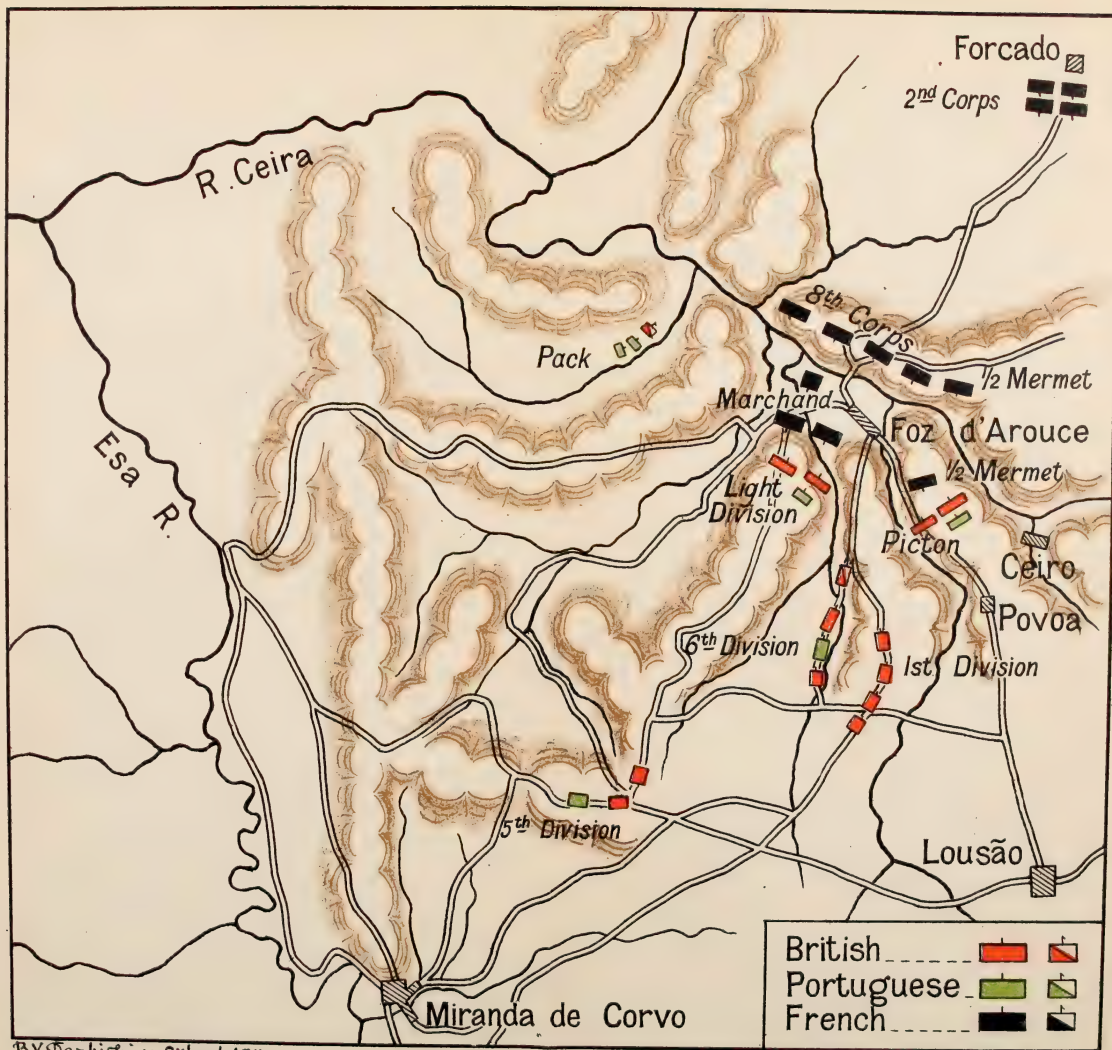 Forcado
2nd Corps
R. Ceira
8th Corps
½ Mermet
Pack
Marchand
Foz d'Arouce
Esa R.
½ Mermet
Light
Division
Picton
Ceiro
Povoa
6th Division
1st. Division
5th Division
Lousão
Miranda de Corvo
British
Portuguese
French